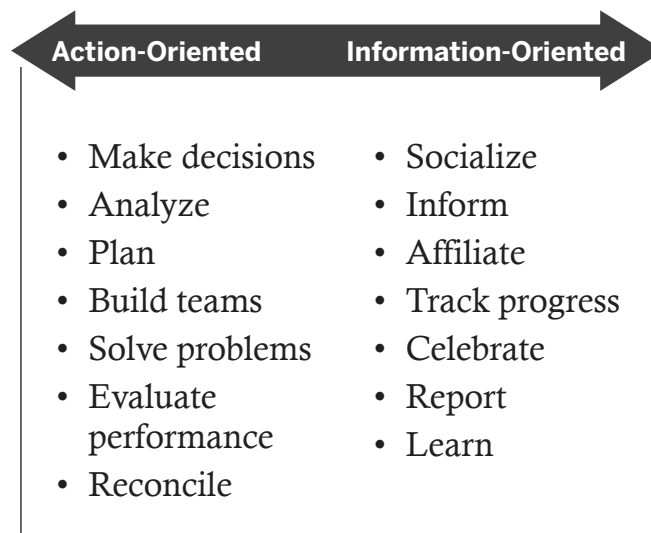 Action-Oriented
Information-Oriented
• Make decisions
• Analyze
• Plan
• Build teams
• Solve problems
• Evaluate
performance
• Reconcile
• Socialize
• Inform
• Affiliate
• Track progress
• Celebrate
• Report
• Learn